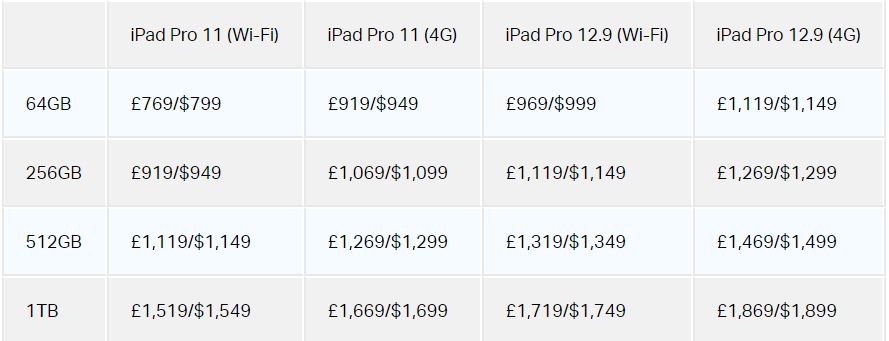 iPad Pro 11 (Wi-Fi) iPad Pro 11 (4G) iPad Pro 12.9 (Wi-Fi) iPad Pro 12.9 (4G)
64GB £769/$799 £919/$949 £969/$999 £1,119/$1,149
256GB £919/$949 £1,069/$1,099 £1,119/$1,149 £1,269/$1,299
512GB £1,119/$1,149 £1,269/$1,299 £1,319/$1,349 £1,469/$1,499
1TB £1,519/$1,549 £1,669/$1,699 £1,719/$1,749 £1,869/$1,899